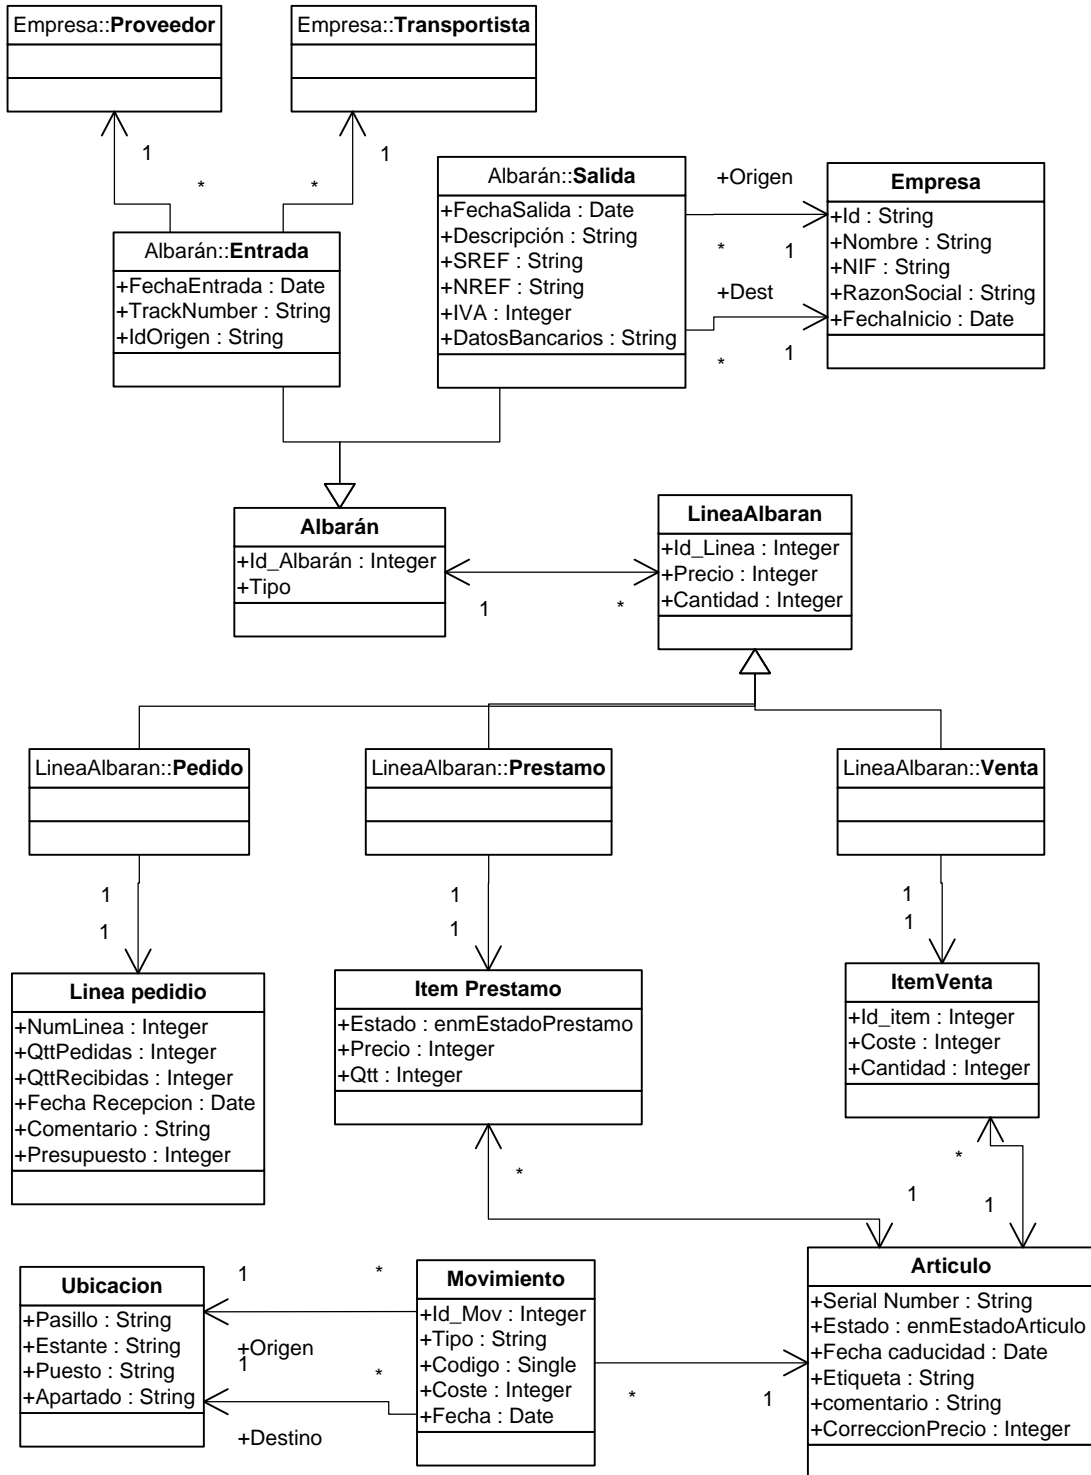 Empresa::Proveedor
Empresa::Transportista
1
*
*
1
Albarán::Salida
+FechaSalida : Date
+Descripción : String
+SREF : String
+NREF : String
+IVA : Integer
+DatosBancarios : String
+Origen
*
1
+Dest
*
1
Empresa
+Id : String
+Nombre : String
+NIF : String
+RazonSocial : String
+FechaInicio : Date
Albarán::Entrada
+FechaEntrada : Date
+TrackNumber : String
+IdOrigen : String
Albarán
+Id_Albarán : Integer
+Tipo
1
*
LineaAlbaran
+Id_Linea : Integer
+Precio : Integer
+Cantidad : Integer
LineaAlbaran::Pedido
LineaAlbaran::Prestamo
LineaAlbaran::Venta
1
1
1
1
1
1
Linea pedidio
+NumLinea : Integer
+QttPedidas : Integer
+QttRecibidas : Integer
+Fecha Recepcion : Date
+Comentario : String
+Presupuesto : Integer
Item Prestamo
+Estado : enmEstadoPrestamo
+Precio : Integer
+Qtt : Integer
ItemVenta
+Id_item : Integer
+Coste : Integer
+Cantidad : Integer
*
1
*
1
Ubicacion
+Pasillo : String
+Estante : String
+Puesto : String
+Apartado : String
1
*
+Origen
1
*
+Destino
Movimiento
+Id_Mov : Integer
+Tipo : String
+Codigo : Single
+Coste : Integer
+Fecha : Date
*
1
Articulo
+Serial Number : String
+Estado : enmEstadoArticulo
+Fecha caducidad : Date
+Etiqueta : String
+comentario : String
+CorreccionPrecio : Integer